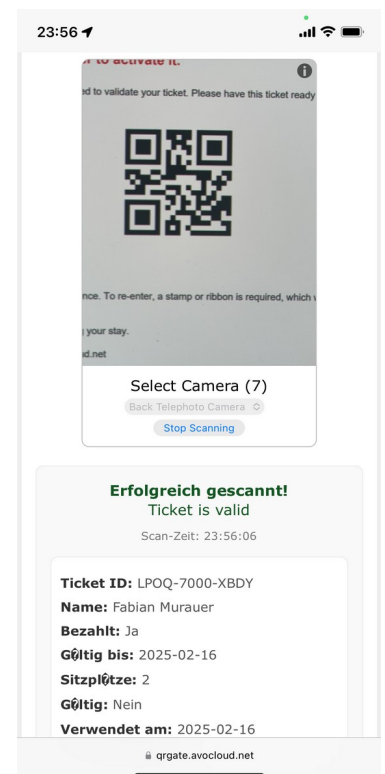 23:56
r to activate it.
ed to validate your ticket. Please have this ticket ready
nce. To re-enter, a stamp or ribbon is required, which
your stay.
ud.net
Select Camera (7)
Back Telephoto Camera
Stop Scanning
Erfolgreich gescannt!
Ticket is valid
Scan-Zeit: 23:56:06
Ticket ID: LPOQ-7000-XBDY
Name: Fabian Murauer
Bezahlt: Ja
G�ltig bis: 2025-02-16
Sitzpl�tze: 2
G�ltig: Nein
Verwendet am: 2025-02-16
qrgate.avocloud.net